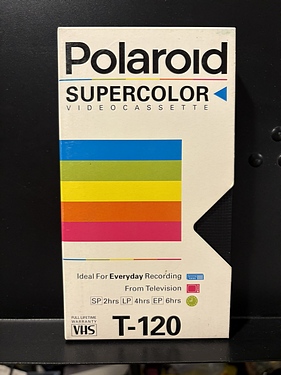 Polaroid
SUPERCOLOR
VIDEOCASSETTE
Ideal For Everyday Recording
From Television
SP 2hrs LP 4hrs EP 6hrs
FULL LIFETIME
WARRANTY
VHS T-120